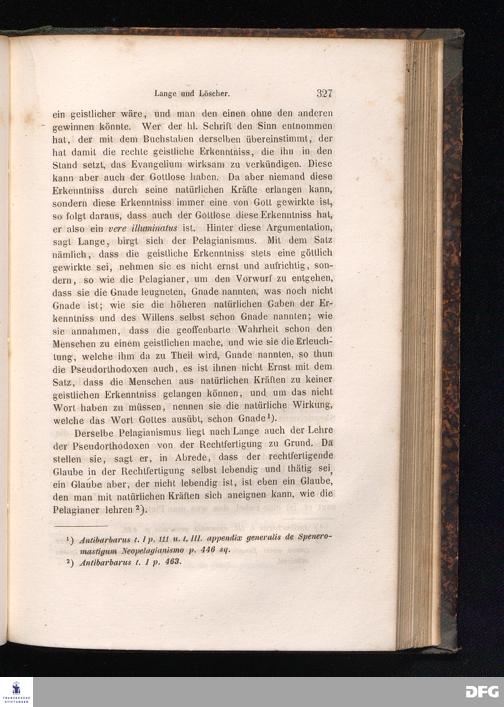 Lange und Löscher. 327
ein geistlicher wäre, und man den einen ohne den anderen
gewinnen könnte. Wer der hl. Schrift den Sinn entnommen
hat, der mit dem Buchstaben derselben übereinstimmt, der
hat damit die rechte geistliche Erkenntniss, die ihn in den
Stand setzt, das Evangelium wirksam zu verkündigen. Diese
kann aber auch der Gottlose haben. Da aber niemand diese
Erkenntniss durch seine natürlichen Kräfte erlangen kann,
sondern diese Erkenntniss immer eine von Gott gewirkte ist,
so folgt daraus, dass auch der Gottlose diese Erkenntniss hat,
er also ein vere illuminatus ist. Hinter diese Argumentation,
sagt Lange, birgt sich der Pelagianismus. Mit dem Satz
nämlich, dass die geistliche Erkenntniss stets eine göttlich
gewirkte sei, nehmen sie es nicht ernst und aufrichtig, son-
dern, so wie die Pelagianer, um den Vorwurf zu entgehen,
dass sie die Gnade leugneten, Gnade nannten, was noch nicht
Gnade ist; wie sie die höheren natürlichen Gaben der Er-
kenntniss und des Willens selbst schon Gnade nannten; wie
sie annahmen, dass die geoffenbarte Wahrheit schon den
Menschen zu einem geistlichen mache, und wie sie die Erleuch-
tung, welche ihm da zu Theil wird, Gnade nannten, so thun
die Pseudorthodoxen auch, es ist ihnen nicht Ernst mit dem
Satz, dass die Menschen aus natürlichen Kräften zu keiner
geistlichen Erkenntniss gelangen können, und um das nicht
Wort haben zu müssen, nennen sie die natürliche Wirkung,
welche das Wort Gottes ausübt, schon Gnade¹).
Derselbe Pelagianismus liegt nach Lange auch der Lehre
der Pseudorthodoxen von der Rechtfertigung zu Grund. Da
stellen sie, sagt er, in Abrede, dass der rechtfertigende
Glaube in der Rechtfertigung selbst lebendig und thätig sei,
ein Glaube aber, der nicht lebendig ist, ist eben ein Glaube,
den man mit natürlichen Kräften sich aneignen kann, wie die
Pelagianer lehren²).
¹) Antibarbarus t. I p. 111 u. t. III. appendix generalis de Spenero-
mastigum Neopelagianismo p. 446 sq.
²) Antibarbarus t. I p. 463.
FRANCKESCHE
STIFTUNGEN
DFG